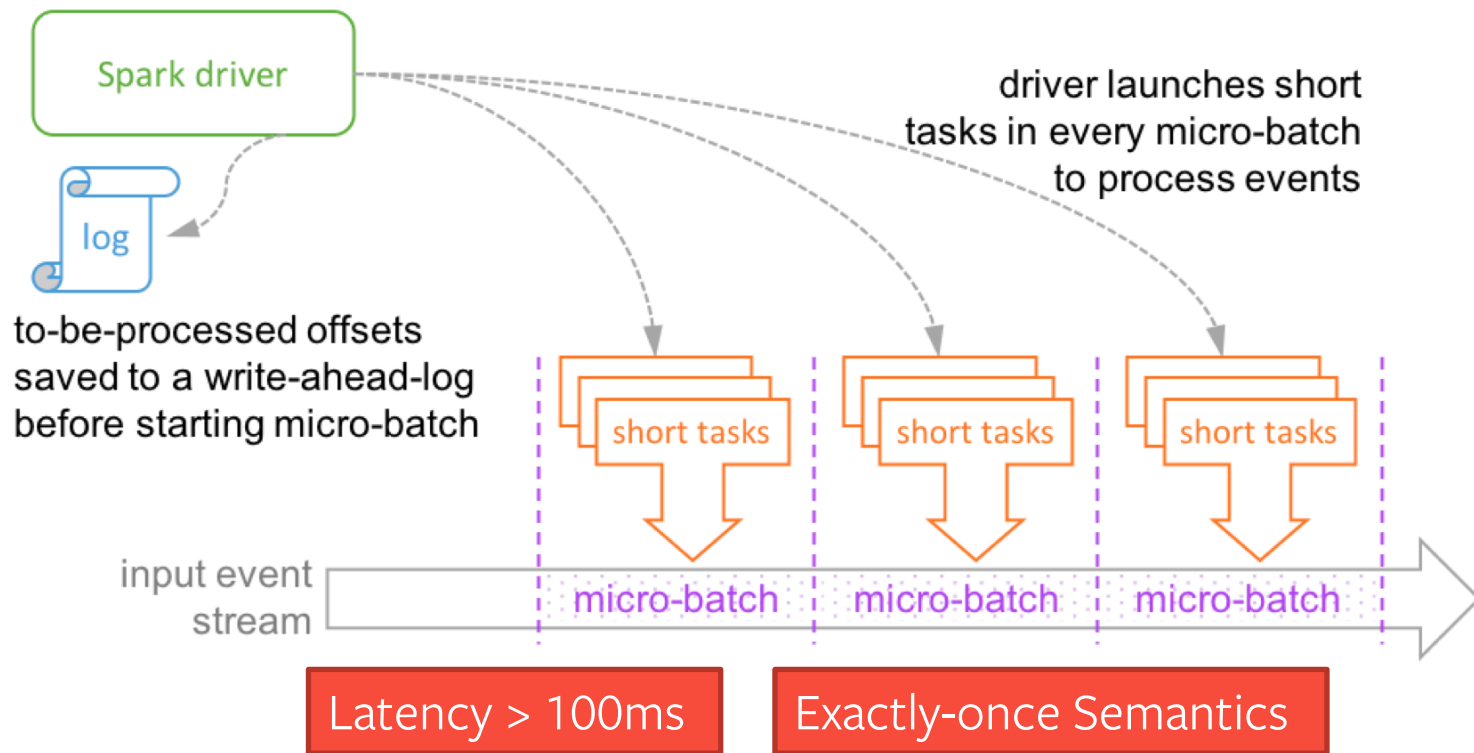 Spark driver
driver launches short
tasks in every micro-batch
to process events
log
to-be-processed offsets
saved to a write-ahead-log
before starting micro-batch
short tasks
short tasks
short tasks
input event
stream
micro-batch
micro-batch
micro-batch
Latency > 100ms
Exactly-once Semantics